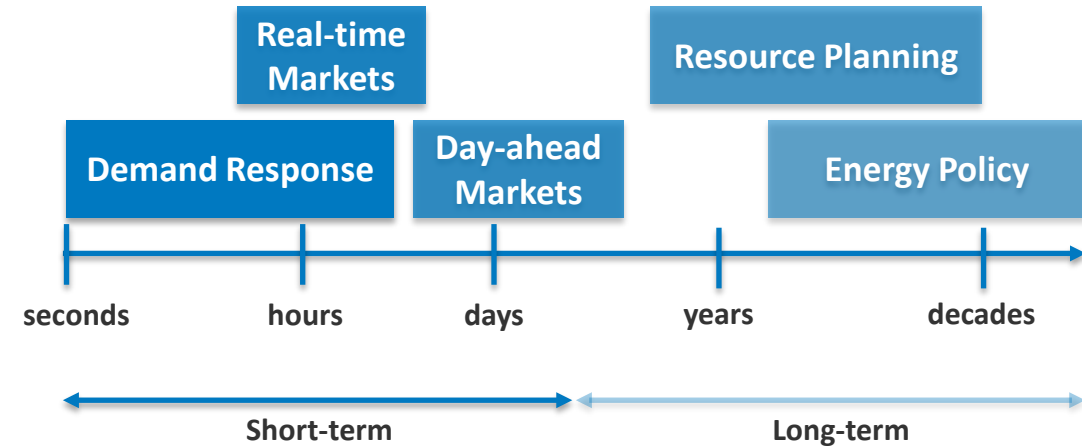 Real-time
Markets
Resource Planning
Demand Response
Day-ahead
Markets
Energy Policy
seconds
hours
days
years
decades
Short-term
Long-term